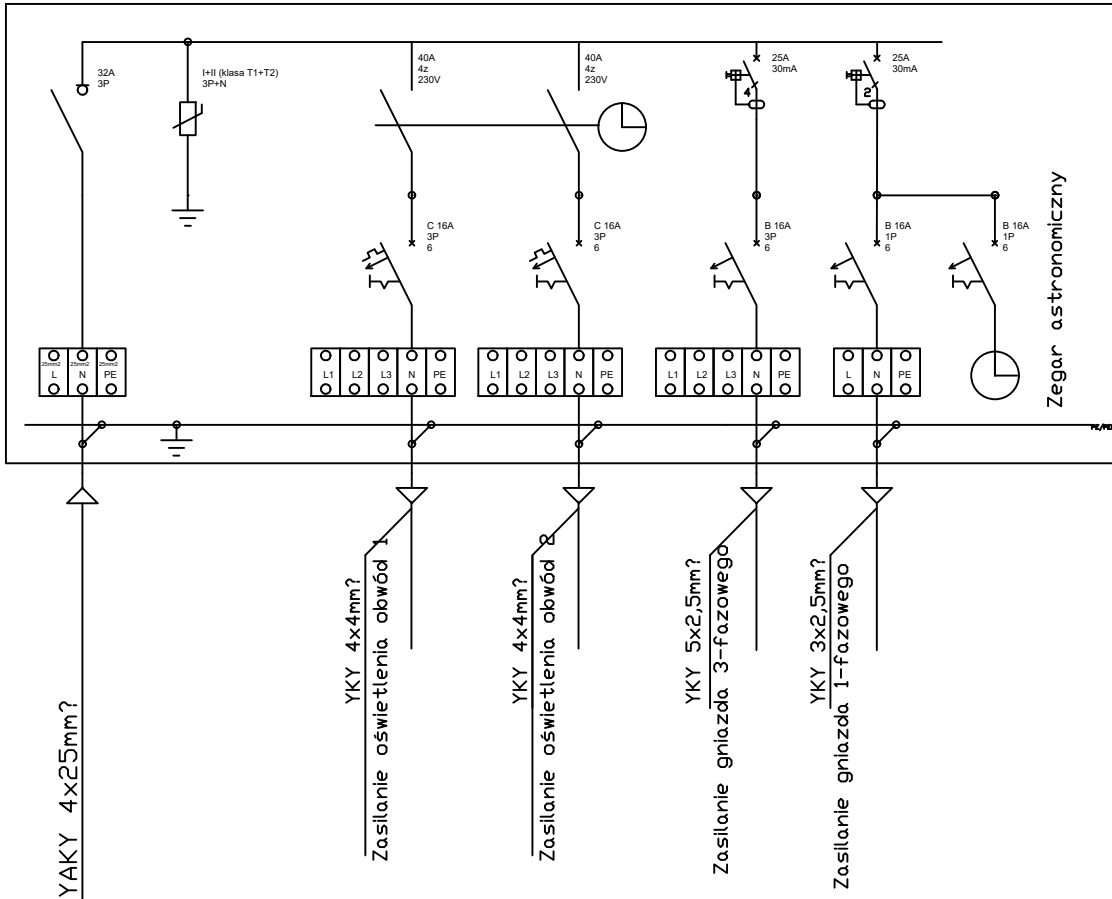 32A
3P
I+II (klasa T1+T2)
3P+N
40A
4z
230V
40A
4z
230V
25A
30mA
4
25A
30mA
2
C 16A
3P
6
C 16A
3P
6
B 16A
3P
6
B 16A
1P
6
B 16A
1P
6
Zegar astronomiczny
25mm2 25mm2 25mm2
L N PE
L1 L2 L3 N PE
L1 L2 L3 N PE
L1 L2 L3 N PE
L N PE
YAKY 4x25mm?
YKY 4x4mm?
Zasilanie oświetlenia obwód 1
YKY 4x4mm?
Zasilanie oświetlenia obwód 2
YKY 5x2,5mm?
Zasilanie gniazda 3-fazowego
YKY 3x2,5mm?
Zasilanie gniazda 1-fazowego